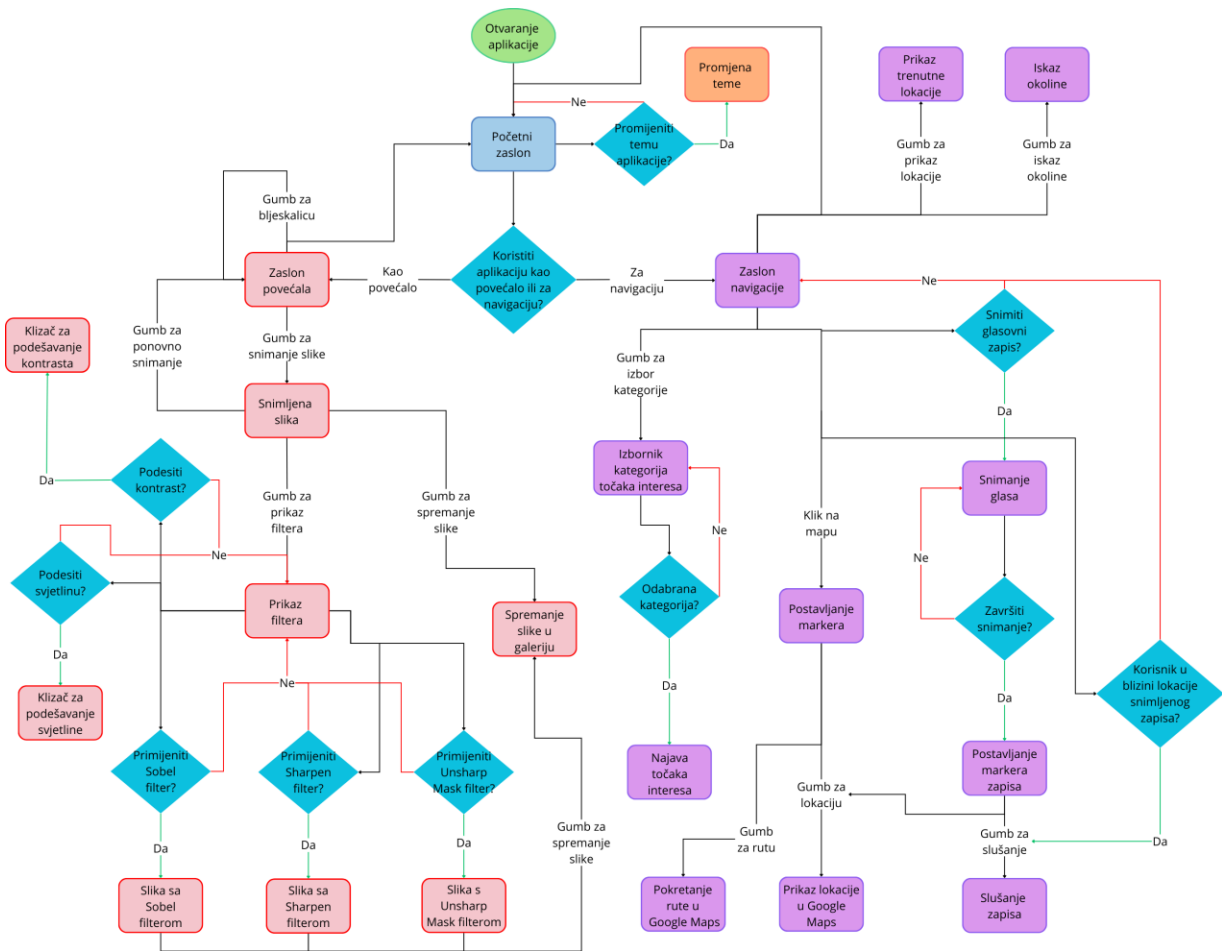 Otvaranje
aplikacije
Promjena
teme
Prikaz
trenutne
lokacije
Iskaz
okoline
Ne
Početni
zaslon
Promijeniti
temu
aplikacije?
Da
Gumb za
prikaz
lokacije
Gumb za
iskaz
okoline
Gumb za
bljeskalicu
Zaslon
povećala
Kao
povećalo
Koristiti
aplikaciju kao
povećalo ili za
navigaciju?
Za
navigaciju
Zaslon
navigacije
Ne
Klizač za
podešavanje
kontrasta
Gumb za
ponovno
snimanje
Gumb za
snimanje slike
Gumb za
izbor
kategorije
Snimiti
glasovni
zapis?
Snimljena
slika
Da
Podesiti
kontrast?
Da
Gumb za
prikaz
filtera
Gumb za
spremanje
slike
Izbornik
kategorija
točaka interesa
Klik na
mapu
Snimanje
glasa
Ne
Ne
Ne
Podesiti
svjetlinu?
Prikaz
filtera
Spremanje
slike u
galeriju
Odabrana
kategorija?
Postavljanje
markera
Završiti
snimanje?
Da
Klizač za
podešavanje
svjetline
Ne
Da
Da
Korisnik u
blizini lokacije
snimljenog
zapisa?
Primijeniti
Sobel
filter?
Primijeniti
Sharpen
filter?
Primijeniti
Unsharp
Mask filter?
Najava
točaka
interesa
Gumb za
lokaciju
Postavljanje
markera
zapisa
Da
Da
Da
Gumb za
spremanje
slike
Gumb
za rutu
Gumb za
slušanje
Da
Slika sa
Sobel
filterom
Slika sa
Sharpen
filterom
Slika s
Unsharp
Mask filterom
Pokretanje
rute u
Google Maps
Prikaz lokacije
u Google
Maps
Slušanje
zapisa